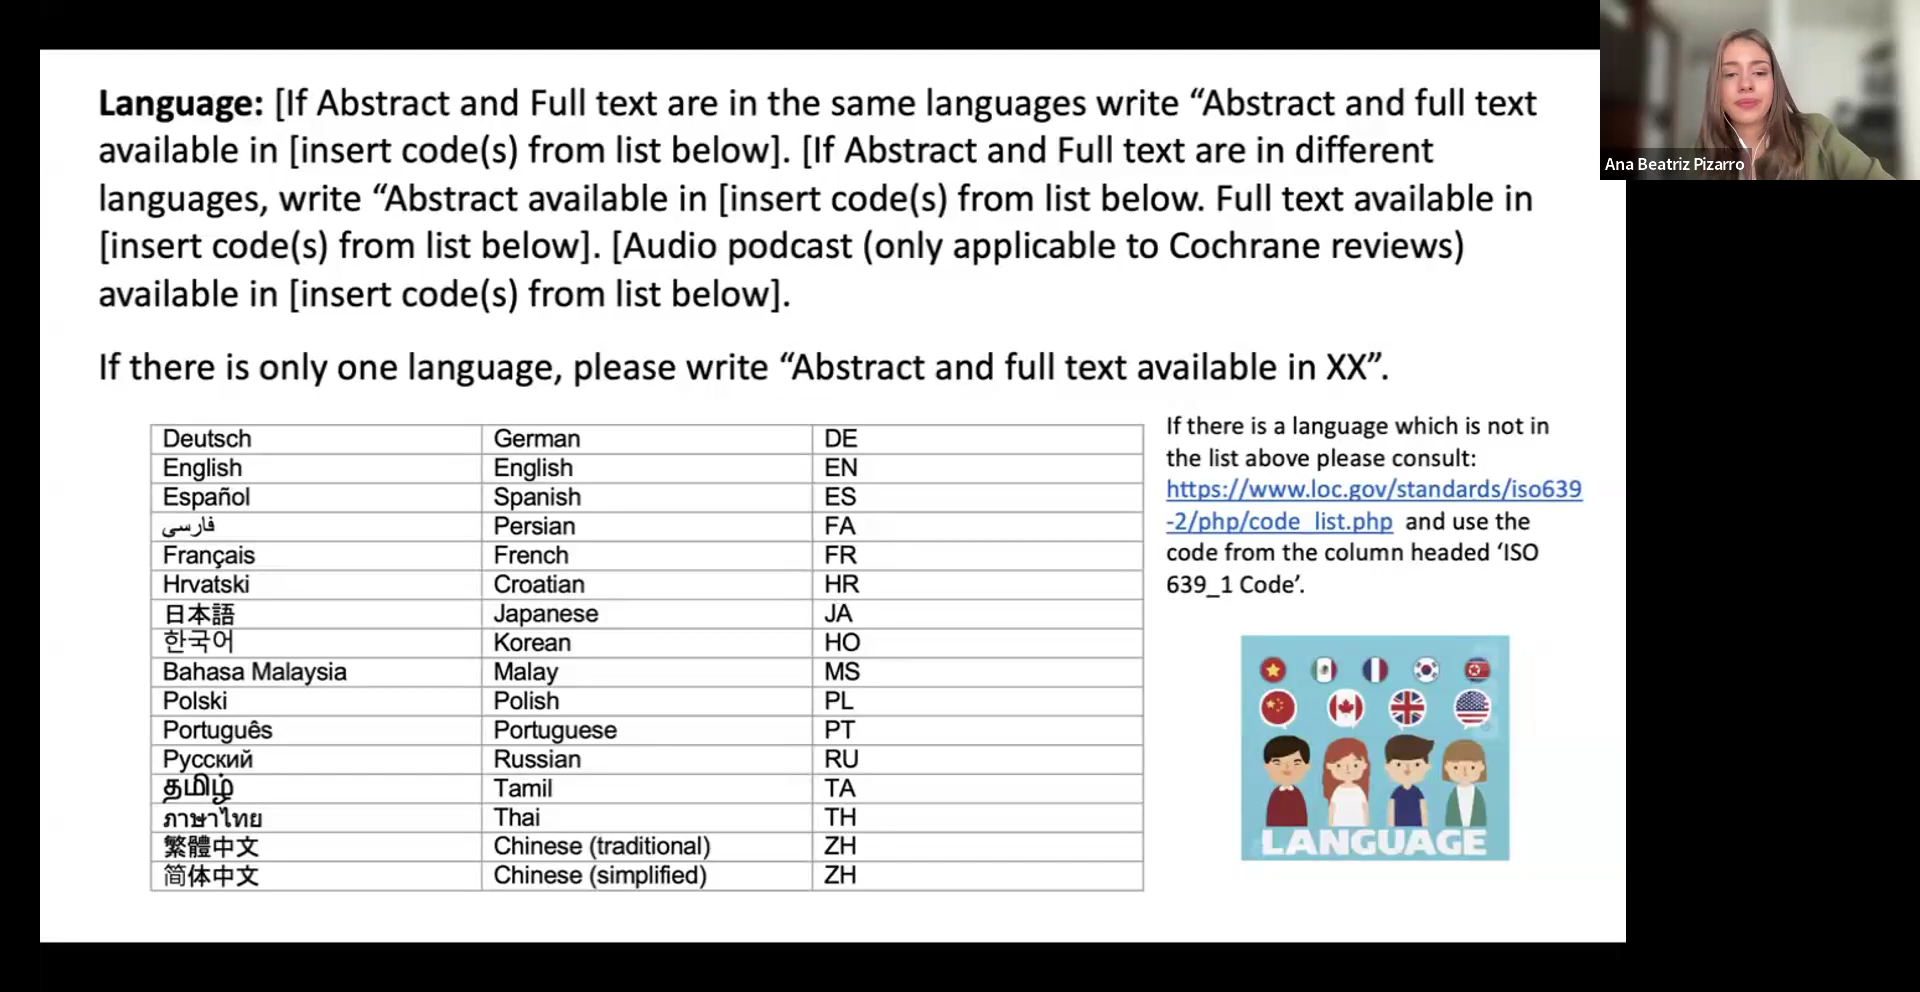 Language: [If Abstract and Full text are in the same languages write “Abstract and full text
available in [insert code(s) from list below]. [If Abstract and Full text are in different
languages, write “Abstract available in [insert code(s) from list below. Full text available in
[insert code(s) from list below]. [Audio podcast (only applicable to Cochrane reviews)
available in [insert code(s) from list below].
If there is only one language, please write “Abstract and full text available in XX”.
Deutsch German DE
English English EN
Español Spanish ES
فارسی Persian FA
Français French FR
Hrvatski Croatian HR
日本語 Japanese JA
한국어 Korean HO
Bahasa Malaysia Malay MS
Polski Polish PL
Português Portuguese PT
Русский Russian RU
தமிழ் Tamil TA
ภาษาไทย Thai TH
繁體中文 Chinese (traditional) ZH
简体中文 Chinese (simplified) ZH
If there is a language which is not in
the list above please consult:
https://www.loc.gov/standards/iso639
-2/php/code_list.php and use the
code from the column headed ‘ISO
639_1 Code’.
LANGUAGE
Ana Beatriz Pizarro